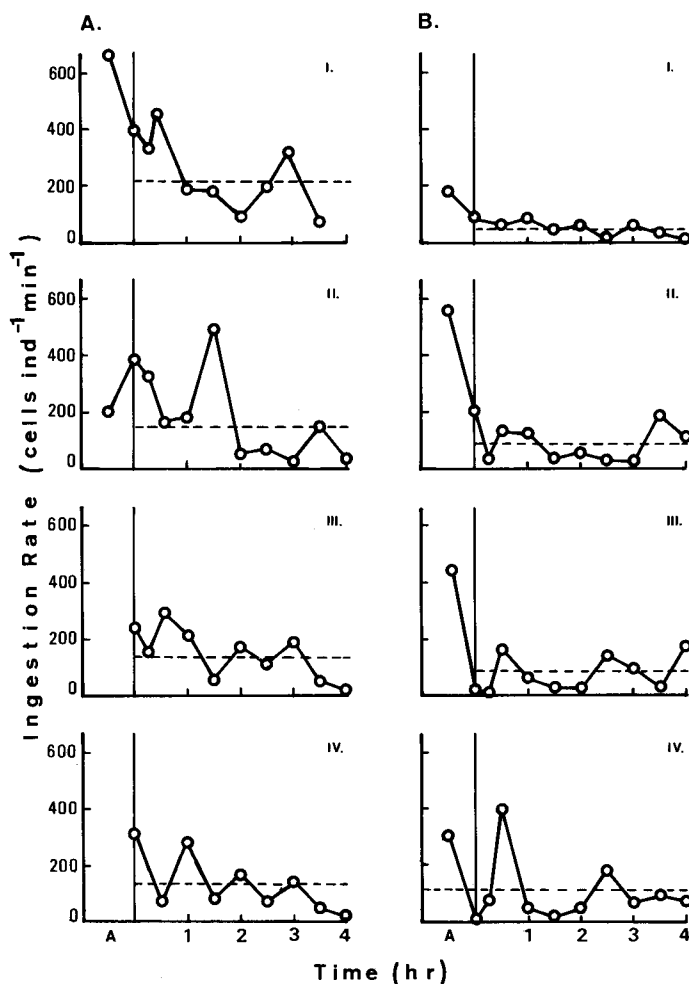 A.
B.
I.
600
400
200
0
I.
II.
600
400
200
0
II.
III.
600
400
200
0
III.
IV.
600
400
200
0
IV.
A 1 2 3 4
A 1 2 3 4
Time (hr)
Ingestion Rate (cells ind⁻¹ min⁻¹)